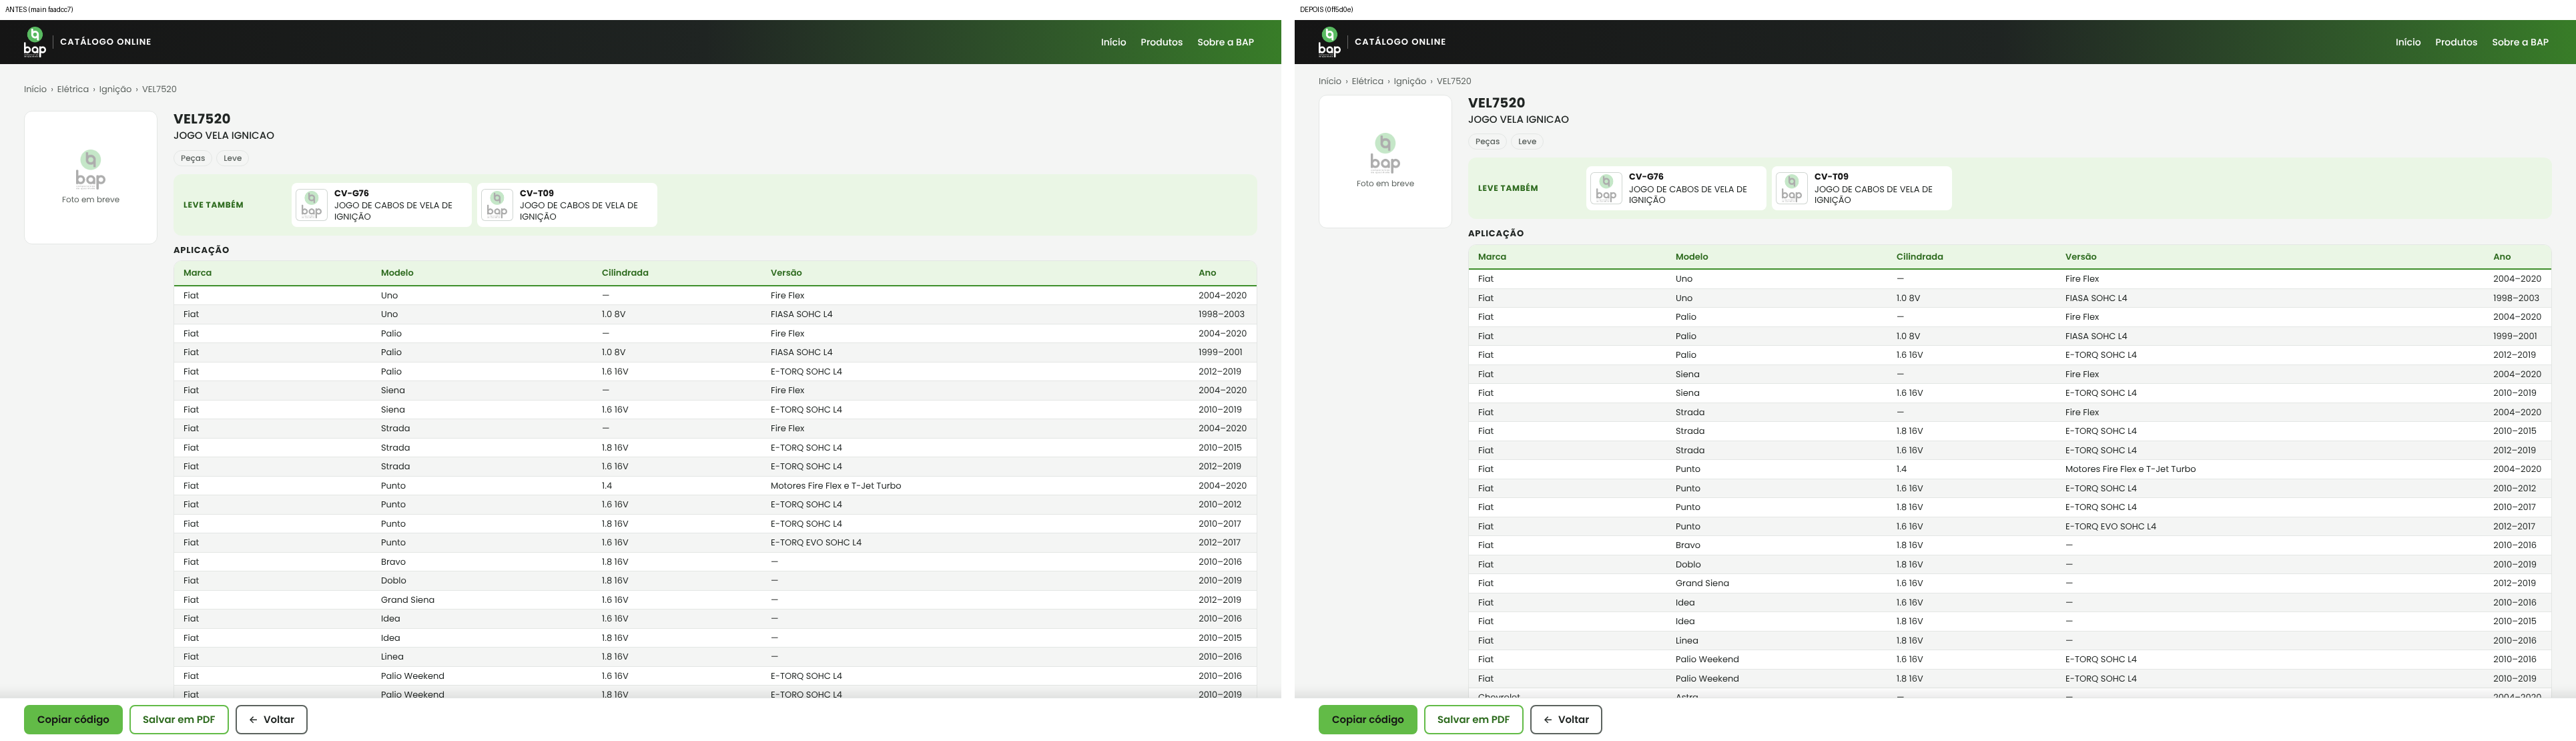 ANTES (main faadcc7)
bap
CATÁLOGO ONLINE
Início Produtos Sobre a BAP
Início › Elétrica › Ignição › VEL7520
bap
Foto em breve
VEL7520
JOGO VELA IGNICAO
Peças Leve
LEVE TAMBÉM
bap
CV-G76
JOGO DE CABOS DE VELA DE
IGNIÇÃO
bap
CV-T09
JOGO DE CABOS DE VELA DE
IGNIÇÃO
APLICAÇÃO
Marca Modelo Cilindrada Versão Ano
Fiat Uno — Fire Flex 2004–2020
Fiat Uno 1.0 8V FIASA SOHC L4 1998–2003
Fiat Palio — Fire Flex 2004–2020
Fiat Palio 1.0 8V FIASA SOHC L4 1999–2001
Fiat Palio 1.6 16V E-TORQ SOHC L4 2012–2019
Fiat Siena — Fire Flex 2004–2020
Fiat Siena 1.6 16V E-TORQ SOHC L4 2010–2019
Fiat Strada — Fire Flex 2004–2020
Fiat Strada 1.8 16V E-TORQ SOHC L4 2010–2015
Fiat Strada 1.6 16V E-TORQ SOHC L4 2012–2019
Fiat Punto 1.4 Motores Fire Flex e T-Jet Turbo 2004–2020
Fiat Punto 1.6 16V E-TORQ SOHC L4 2010–2012
Fiat Punto 1.8 16V E-TORQ SOHC L4 2010–2017
Fiat Punto 1.6 16V E-TORQ EVO SOHC L4 2012–2017
Fiat Bravo 1.8 16V — 2010–2016
Fiat Doblo 1.8 16V — 2010–2019
Fiat Grand Siena 1.6 16V — 2012–2019
Fiat Idea 1.6 16V — 2010–2016
Fiat Idea 1.8 16V — 2010–2015
Fiat Linea 1.8 16V — 2010–2016
Fiat Palio Weekend 1.6 16V E-TORQ SOHC L4 2010–2016
Fiat Palio Weekend 1.8 16V E-TORQ SOHC L4 2010–2019
Copiar código Salvar em PDF ← Voltar
DEPOIS (0ff5d0e)
bap
CATÁLOGO ONLINE
Início Produtos Sobre a BAP
Início › Elétrica › Ignição › VEL7520
bap
Foto em breve
VEL7520
JOGO VELA IGNICAO
Peças Leve
LEVE TAMBÉM
bap
CV-G76
JOGO DE CABOS DE VELA DE
IGNIÇÃO
bap
CV-T09
JOGO DE CABOS DE VELA DE
IGNIÇÃO
APLICAÇÃO
Marca Modelo Cilindrada Versão Ano
Fiat Uno — Fire Flex 2004–2020
Fiat Uno 1.0 8V FIASA SOHC L4 1998–2003
Fiat Palio — Fire Flex 2004–2020
Fiat Palio 1.0 8V FIASA SOHC L4 1999–2001
Fiat Palio 1.6 16V E-TORQ SOHC L4 2012–2019
Fiat Siena — Fire Flex 2004–2020
Fiat Siena 1.6 16V E-TORQ SOHC L4 2010–2019
Fiat Strada — Fire Flex 2004–2020
Fiat Strada 1.8 16V E-TORQ SOHC L4 2010–2015
Fiat Strada 1.6 16V E-TORQ SOHC L4 2012–2019
Fiat Punto 1.4 Motores Fire Flex e T-Jet Turbo 2004–2020
Fiat Punto 1.6 16V E-TORQ SOHC L4 2010–2012
Fiat Punto 1.8 16V E-TORQ SOHC L4 2010–2017
Fiat Punto 1.6 16V E-TORQ EVO SOHC L4 2012–2017
Fiat Bravo 1.8 16V — 2010–2016
Fiat Doblo 1.8 16V — 2010–2019
Fiat Grand Siena 1.6 16V — 2012–2019
Fiat Idea 1.6 16V — 2010–2016
Fiat Idea 1.8 16V — 2010–2015
Fiat Linea 1.8 16V — 2010–2016
Fiat Palio Weekend 1.6 16V E-TORQ SOHC L4 2010–2016
Fiat Palio Weekend 1.8 16V E-TORQ SOHC L4 2010–2019
Chevrolet Astra — — 2004–2020
Copiar código Salvar em PDF ← Voltar